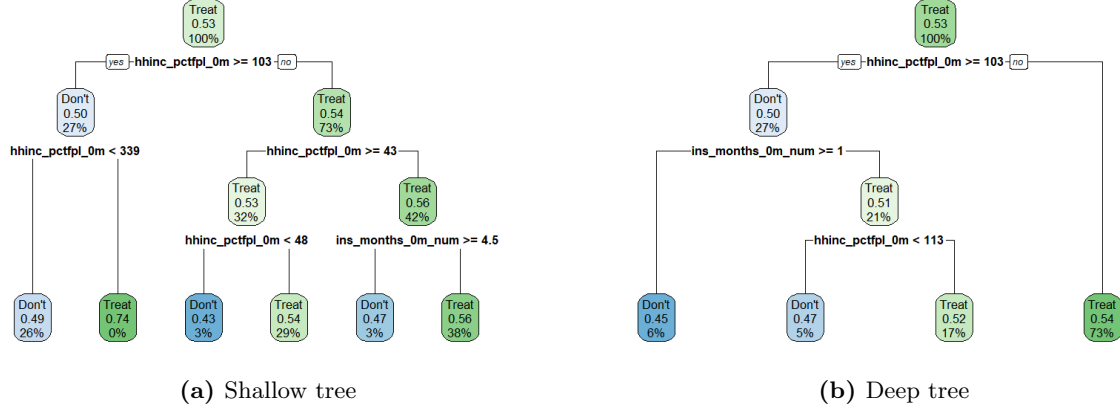 Treat
0.53
100%
yes hhinc_pctfpl_0m >= 103 no
Don't
0.50
27%
Treat
0.54
73%
hhinc_pctfpl_0m < 339
hhinc_pctfpl_0m >= 43
Treat
0.53
32%
Treat
0.56
42%
hhinc_pctfpl_0m < 48
ins_months_0m_num >= 4.5
Don't
0.49
26%
Treat
0.74
0%
Don't
0.43
3%
Treat
0.54
29%
Don't
0.47
3%
Treat
0.56
38%
(a) Shallow tree
Treat
0.53
100%
yes hhinc_pctfpl_0m >= 103 no
Don't
0.50
27%
ins_months_0m_num >= 1
Treat
0.51
21%
hhinc_pctfpl_0m < 113
Don't
0.45
6%
Don't
0.47
5%
Treat
0.52
17%
Treat
0.54
73%
(b) Deep tree